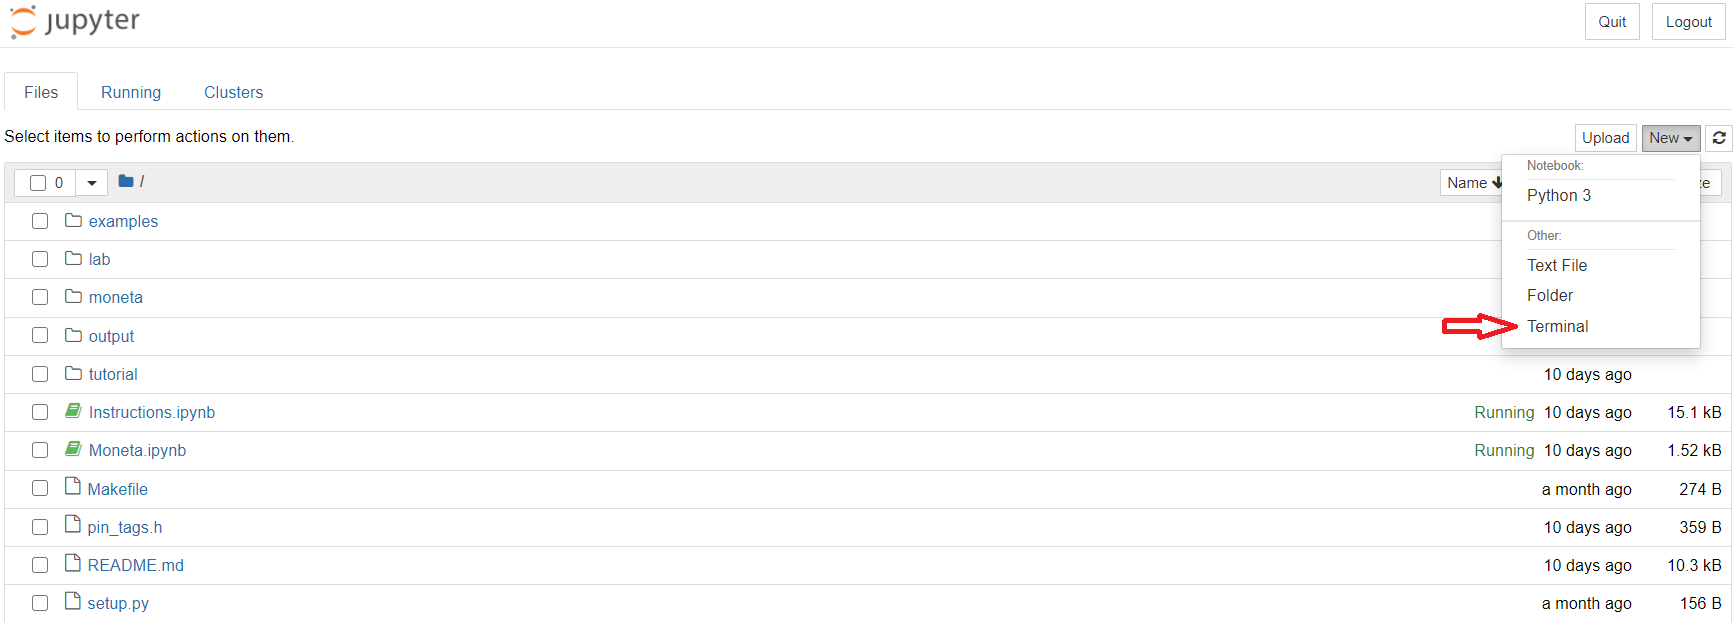 jupyter
Quit Logout
Files Running Clusters
Select items to perform actions on them.
Upload New
0 / Name
Notebook:
Python 3
Other:
Text File
Folder
Terminal
examples
lab
moneta
output
tutorial 10 days ago
Instructions.ipynb Running 10 days ago 15.1 kB
Moneta.ipynb Running 10 days ago 1.52 kB
Makefile a month ago 274 B
pin_tags.h 10 days ago 359 B
README.md 10 days ago 10.3 kB
setup.py a month ago 156 B